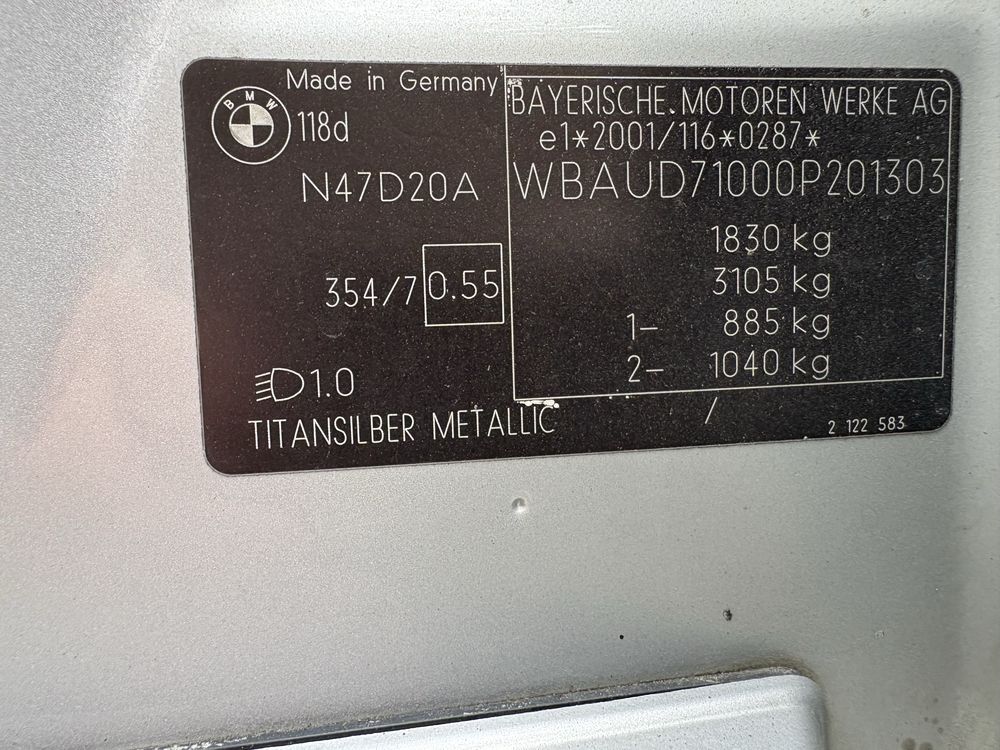 Made in Germany
BMW
118d
N47D20A
354/7 0.55
1.0
TITANSILBER METALLIC
BAYERISCHE MOTOREN WERKE AG
e1*2001/116*0287*
WBAUD71000P201303
1830 kg
3105 kg
1- 885 kg
2- 1040 kg
/
2 122 583